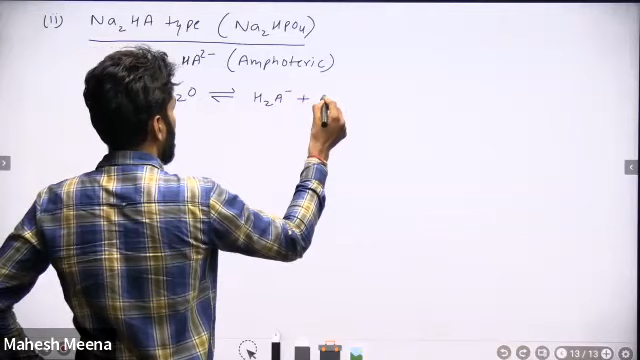 (ii) Na2HA type (Na2HPO4)
HA2- (Amphoteric)
2O ⇌ H2A- +
Mahesh Meena
13 / 13